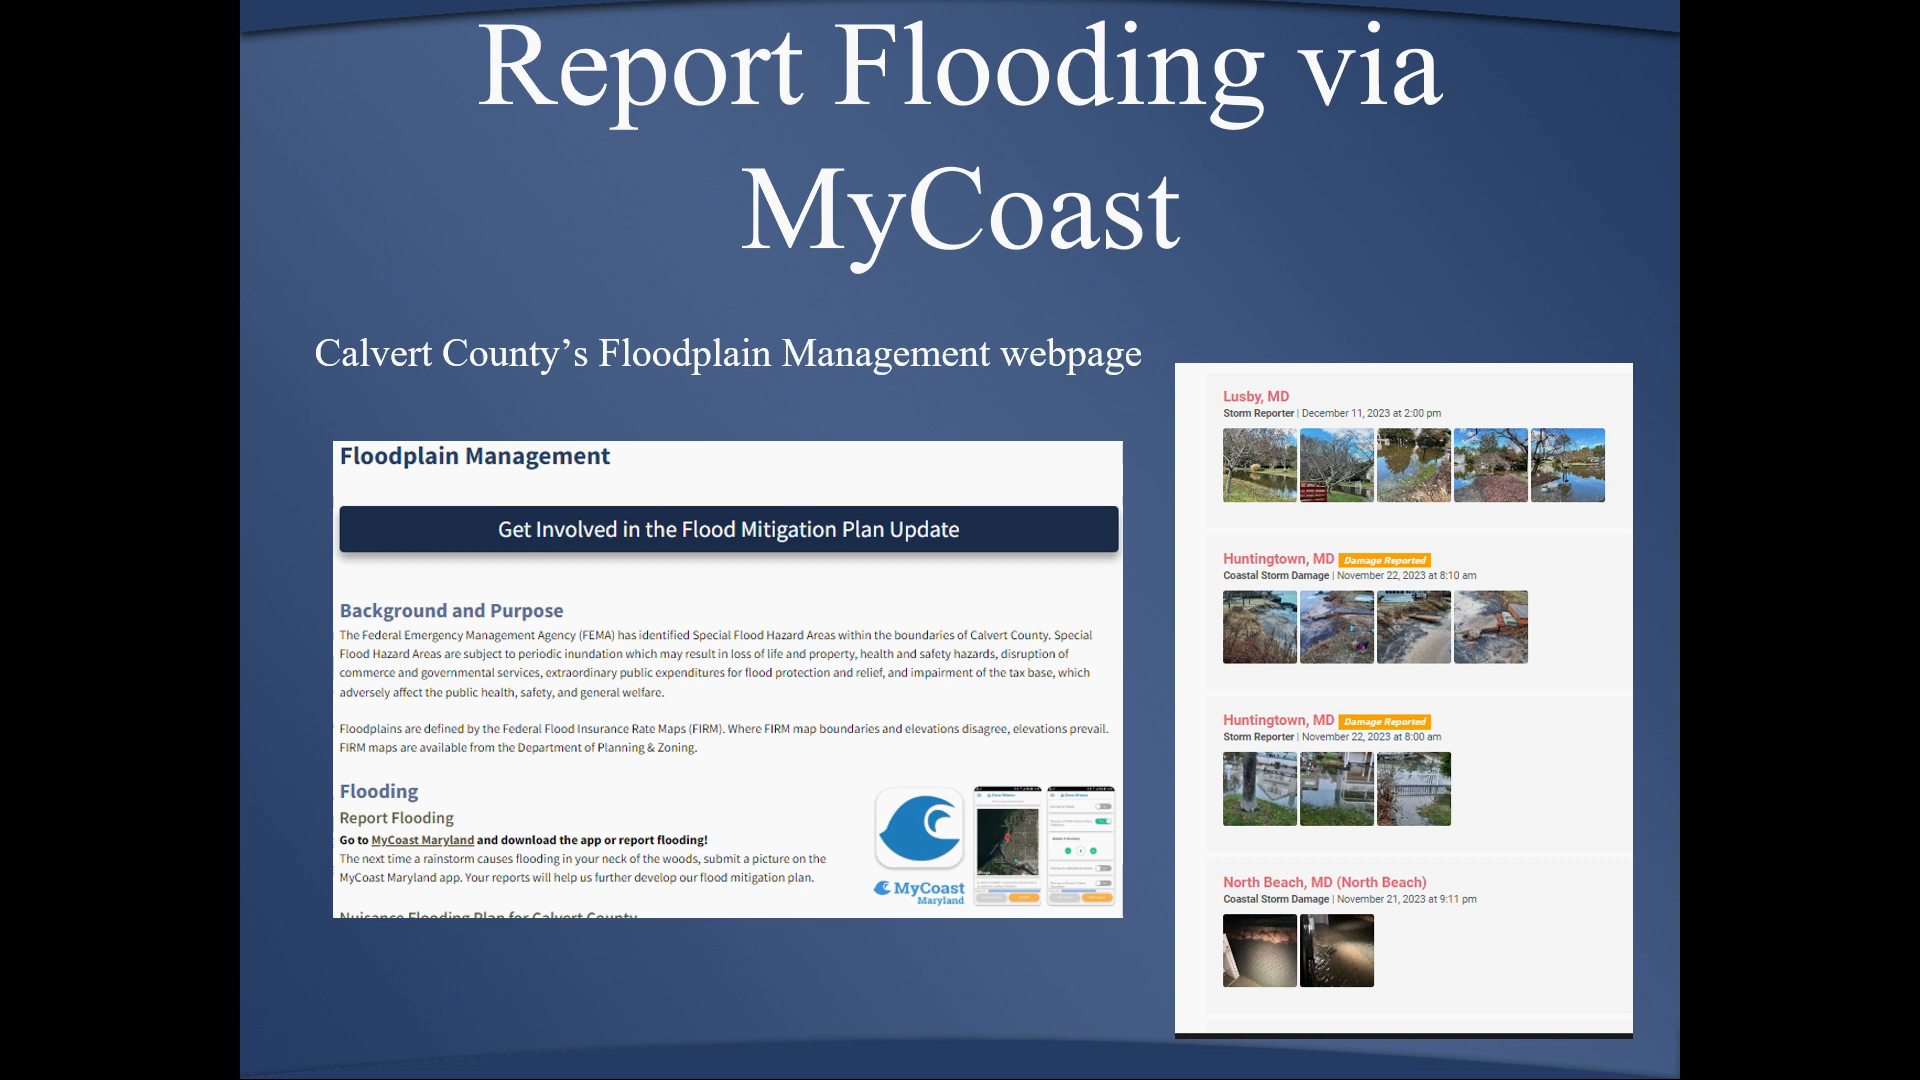 Report Flooding via
MyCoast
Calvert County’s Floodplain Management webpage
Floodplain Management
Get Involved in the Flood Mitigation Plan Update
Background and Purpose
The Federal Emergency Management Agency (FEMA) has identified Special Flood Hazard Areas within the boundaries of Calvert County. Special
Flood Hazard Areas are subject to periodic inundation which may result in loss of life and property, health and safety hazards, disruption of
commerce and governmental services, extraordinary public expenditures for flood protection and relief, and impairment of the tax base, which
adversely affect the public health, safety, and general welfare.
Floodplains are defined by the Federal Flood Insurance Rate Maps (FIRM). Where FIRM map boundaries and elevations disagree, elevations prevail.
FIRM maps are available from the Department of Planning & Zoning.
Flooding
Report Flooding
Go to MyCoast Maryland and download the app or report flooding!
The next time a rainstorm causes flooding in your neck of the woods, submit a picture on the
MyCoast Maryland app. Your reports will help us further develop our flood mitigation plan.
Nuisance Flooding Plan for Calvert County
MyCoast
Maryland
Lusby, MD
Storm Reporter | December 11, 2023 at 2:00 pm
Huntingtown, MD Damage Reported
Coastal Storm Damage | November 22, 2023 at 8:10 am
Huntingtown, MD Damage Reported
Storm Reporter | November 22, 2023 at 8:00 am
North Beach, MD (North Beach)
Coastal Storm Damage | November 21, 2023 at 9:11 pm